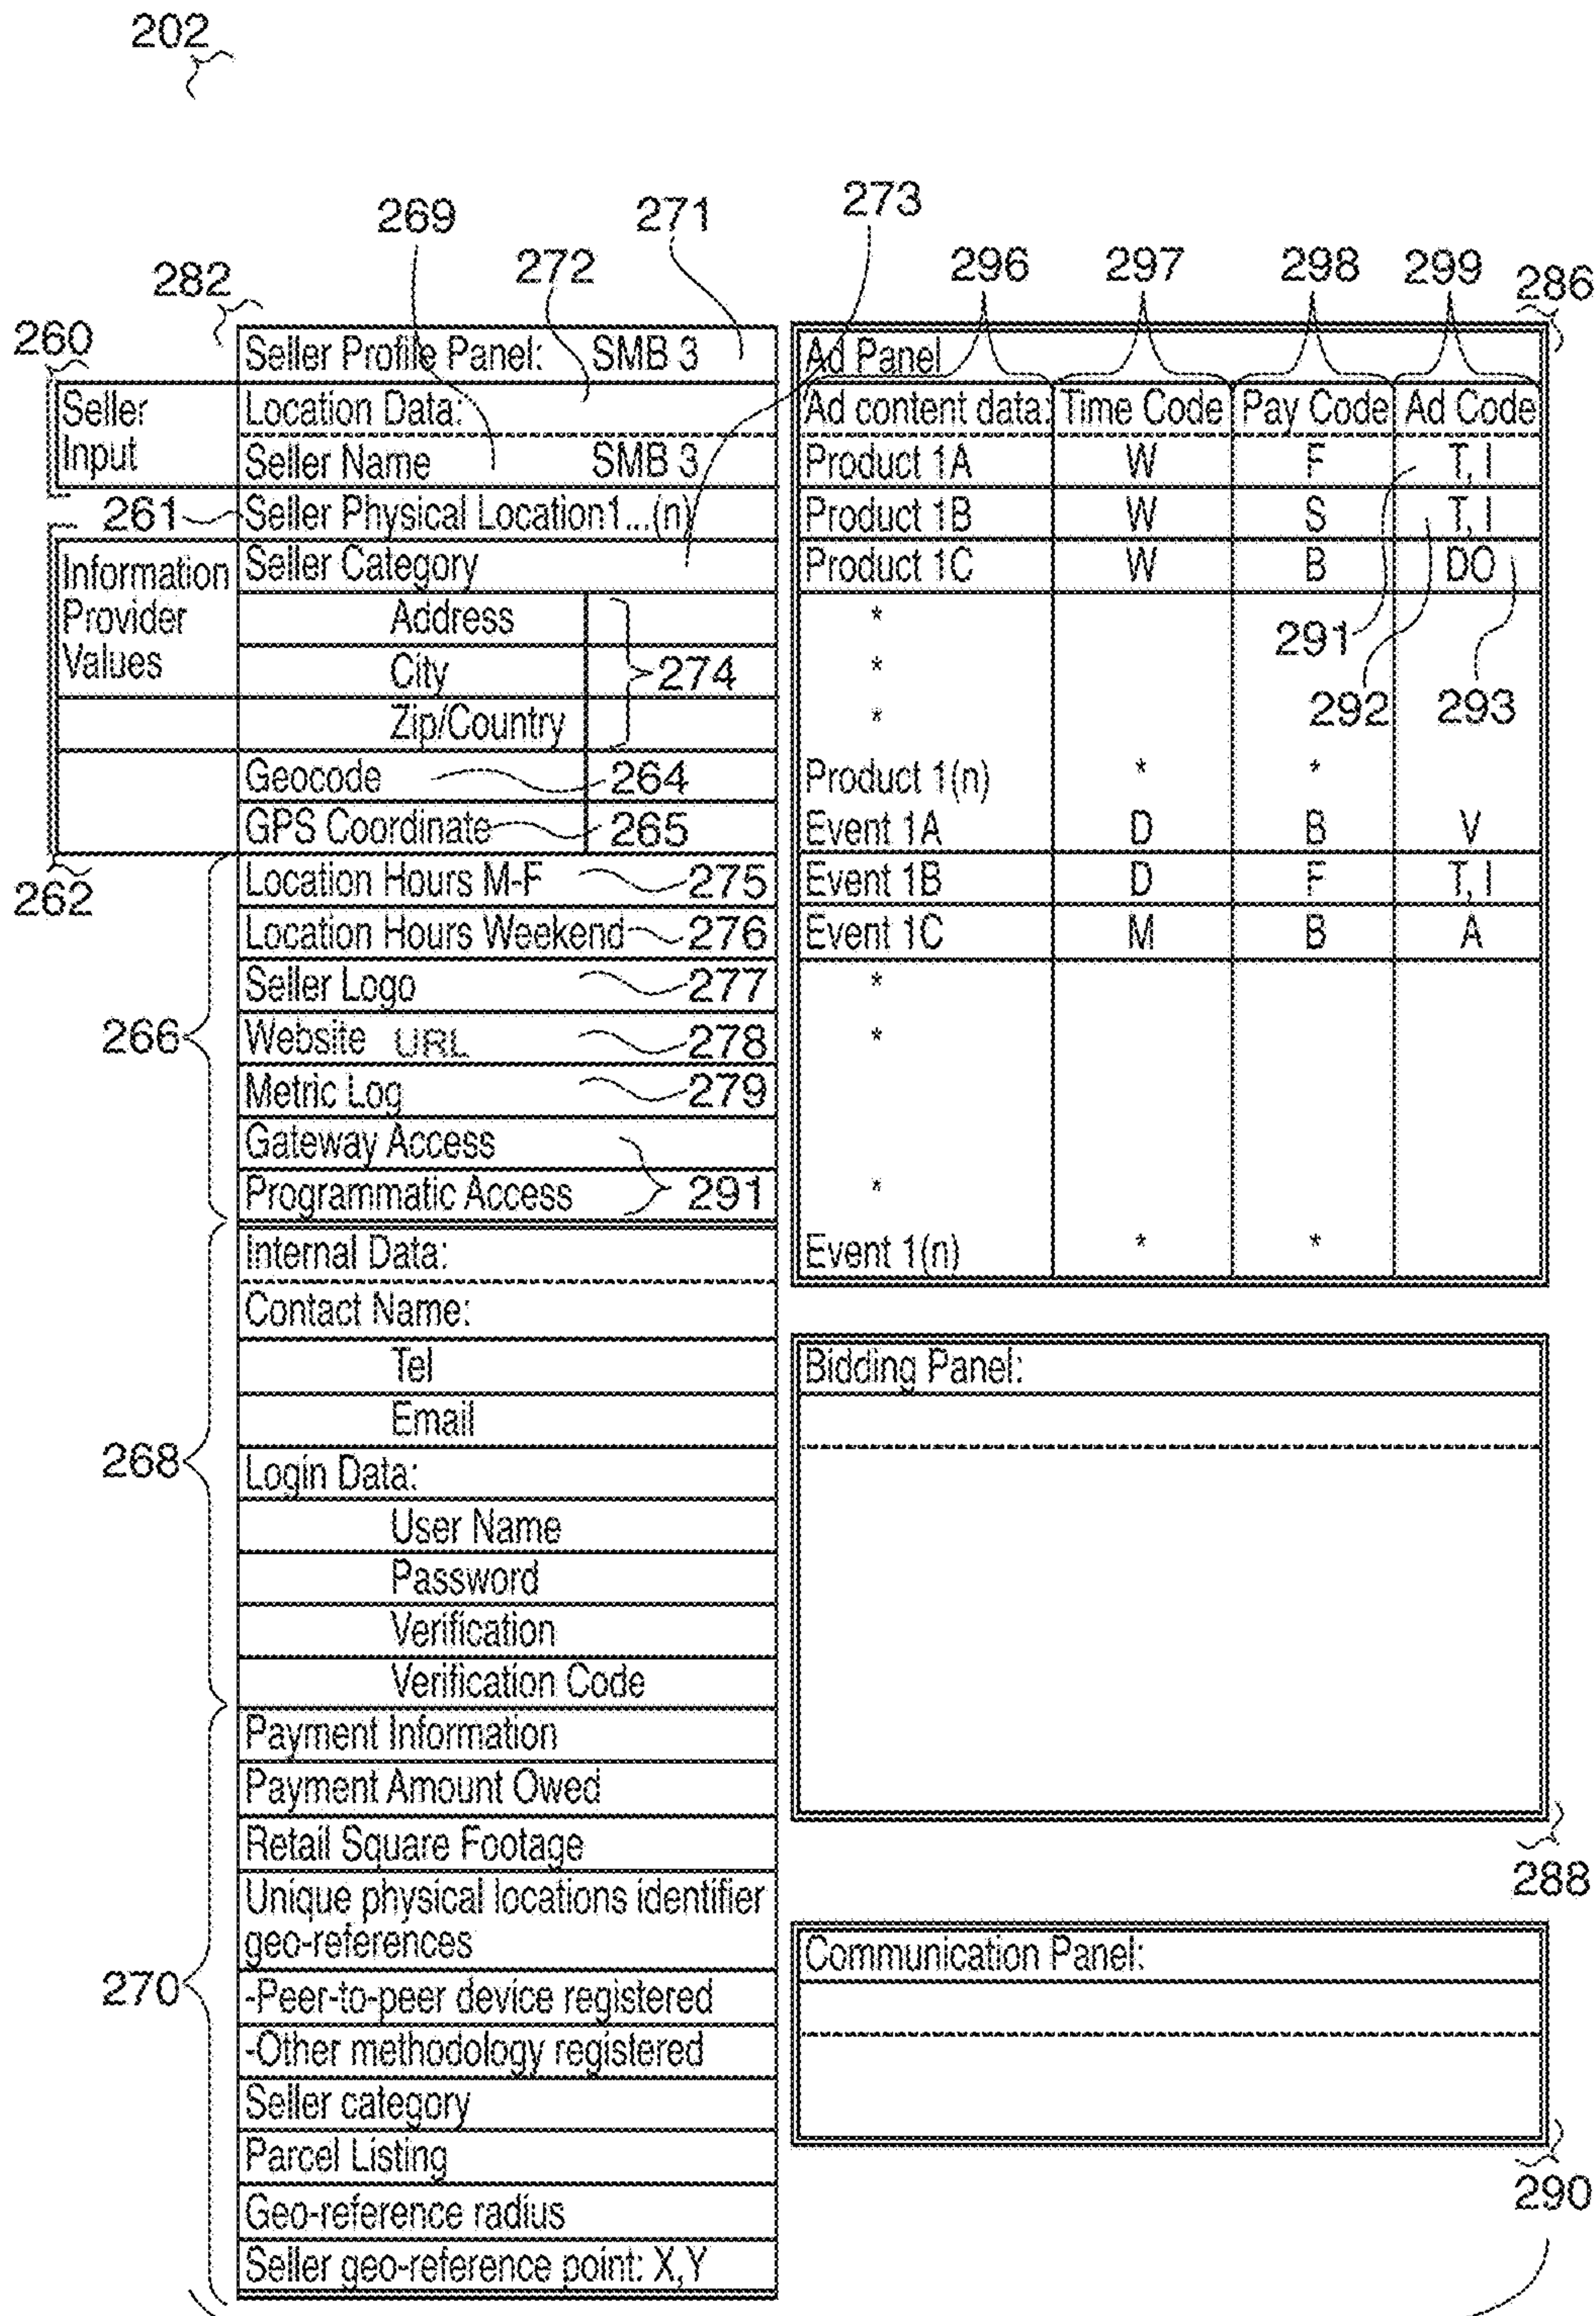 202
269
271
273
282
272
296
297
298
299
286
260
Seller Profile Panel: SMB 3
Seller
Input
Location Data:
Seller Name SMB 3
261
Seller Physical Location1...(n)
Information
Provider
Values
Seller Category
Address
City
274
Zip/Country
Geocode 264
GPS Coordinate 265
262
Location Hours M-F 275
Location Hours Weekend 276
Seller Logo 277
266
Website URL 278
Metric Log 279
Gateway Access
Programmatic Access 291
Internal Data:
Contact Name:
Tel
Email
268
Login Data:
User Name
Password
Verification
Verification Code
Payment Information
Payment Amount Owed
Retail Square Footage
Unique physical locations identifier
geo-references
270
-Peer-to-peer device registered
-Other methodology registered
Seller category
Parcel Listing
Geo-reference radius
Seller geo-reference point: X,Y
Ad Panel
Ad content data: Time Code Pay Code Ad Code
Product 1A W F T, I
Product 1B W S T, I
Product 1C W B DO
*
291
*
292 293
*
Product 1(n) * *
Event 1A D B V
Event 1B D F T, I
Event 1C M B A
*
*
*
Event 1(n) * *
Bidding Panel:
288
Communication Panel:
290